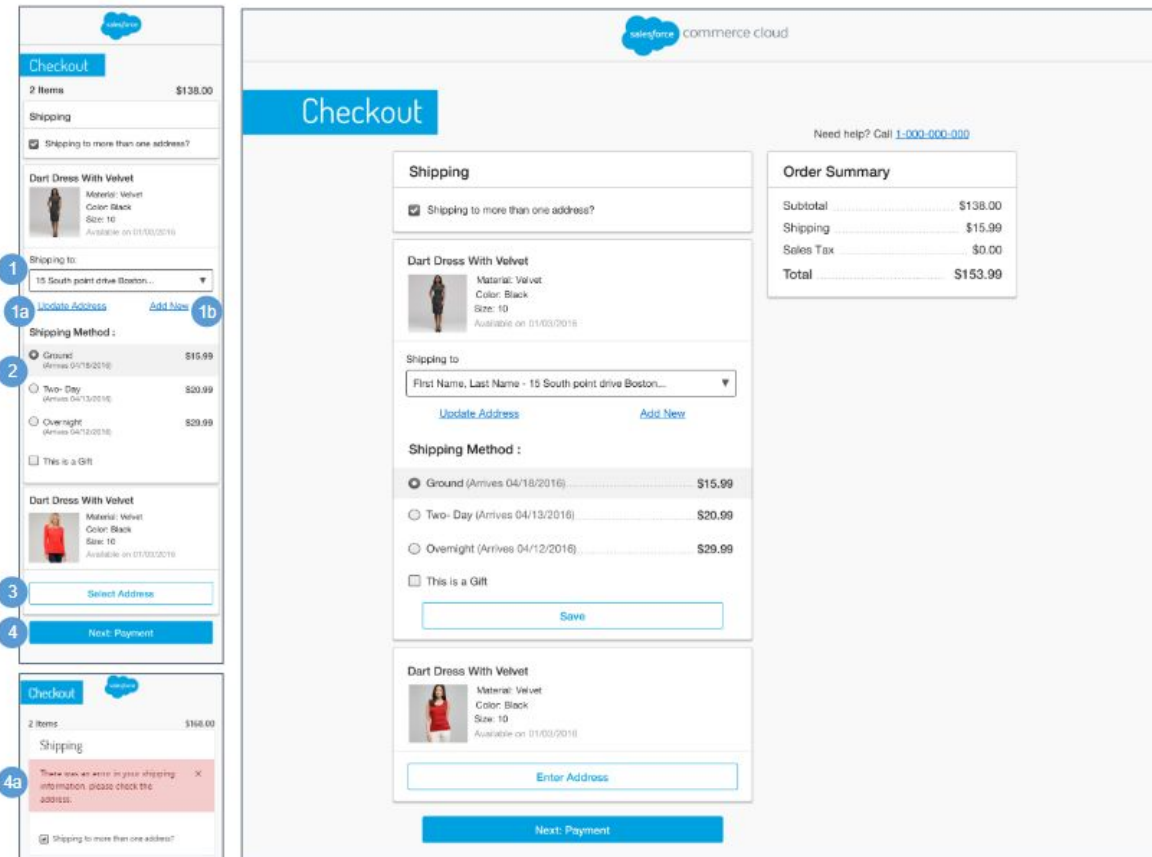 salesforce
Checkout
2 Items $138.00
Shipping
Shipping to more than one address?
Dart Dress With Velvet
Material: Velvet
Color: Black
Size: 10
Available on 01/03/2016
1
Shipping to:
15 South point drive Boston...
1a
Update Address Add New
1b
Shipping Method :
2
Ground $15.99
(Arrives 04/18/2016)
Two- Day $20.99
(Arrives 04/13/2016)
Overnight $29.99
(Arrives 04/12/2016)
This is a Gift
Dart Dress With Velvet
Material: Velvet
Color: Black
Size: 10
Available on 01/03/2016
3
Select Address
4
Next: Payment
Checkout
salesforce
2 Items $168.00
Shipping
4a
There was an error in your shipping
information, please check the
address.
Shipping to more than one address?
salesforce commerce cloud
Checkout
Need help? Call 1-000-000-000
Shipping
Shipping to more than one address?
Dart Dress With Velvet
Material: Velvet
Color: Black
Size: 10
Available on 01/03/2016
Shipping to
First Name, Last Name - 15 South point drive Boston...
Update Address Add New
Shipping Method :
Ground (Arrives 04/18/2016) $15.99
Two- Day (Arrives 04/13/2016) $20.99
Overnight (Arrives 04/12/2016) $29.99
This is a Gift
Save
Dart Dress With Velvet
Material: Velvet
Color: Black
Size: 10
Available on 01/03/2016
Enter Address
Next: Payment
Order Summary
Subtotal $138.00
Shipping $15.99
Sales Tax $0.00
Total $153.99